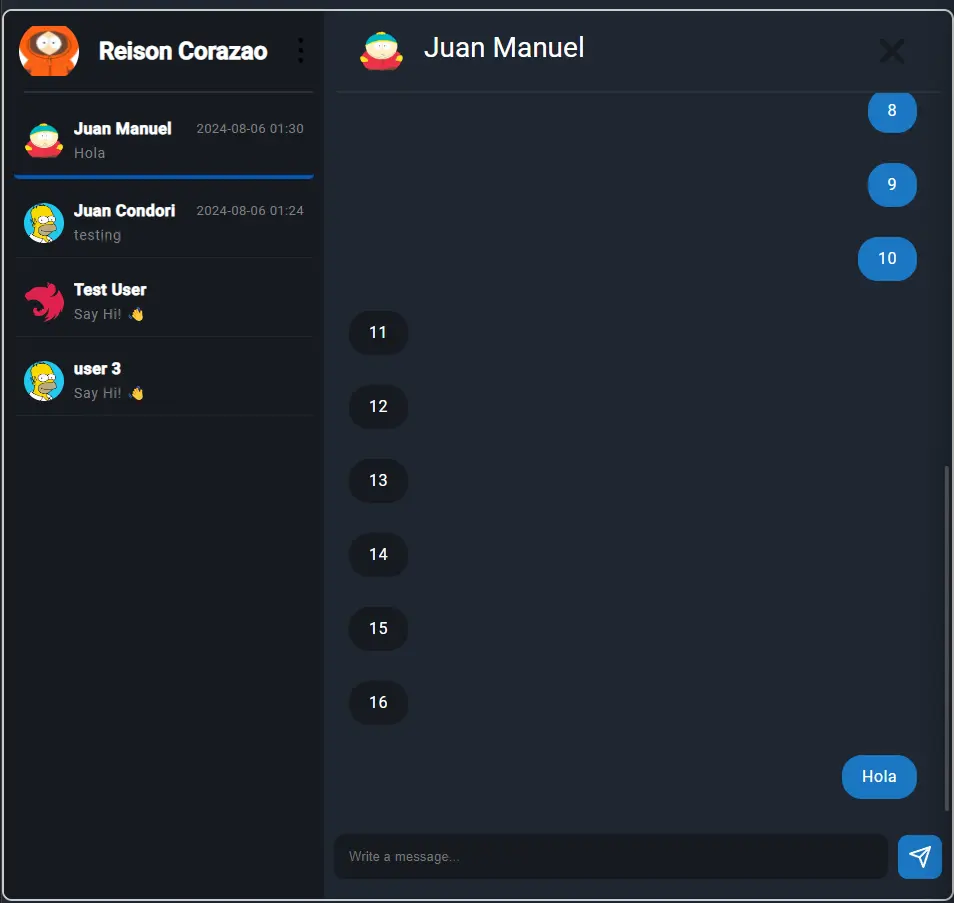 Reison Corazao
Juan Manuel 2024-08-06 01:30
Hola
Juan Condori 2024-08-06 01:24
testing
Test User
Say Hi! 👋
user 3
Say Hi! 👋
Juan Manuel
8
9
10
11
12
13
14
15
16
Hola
Write a message...